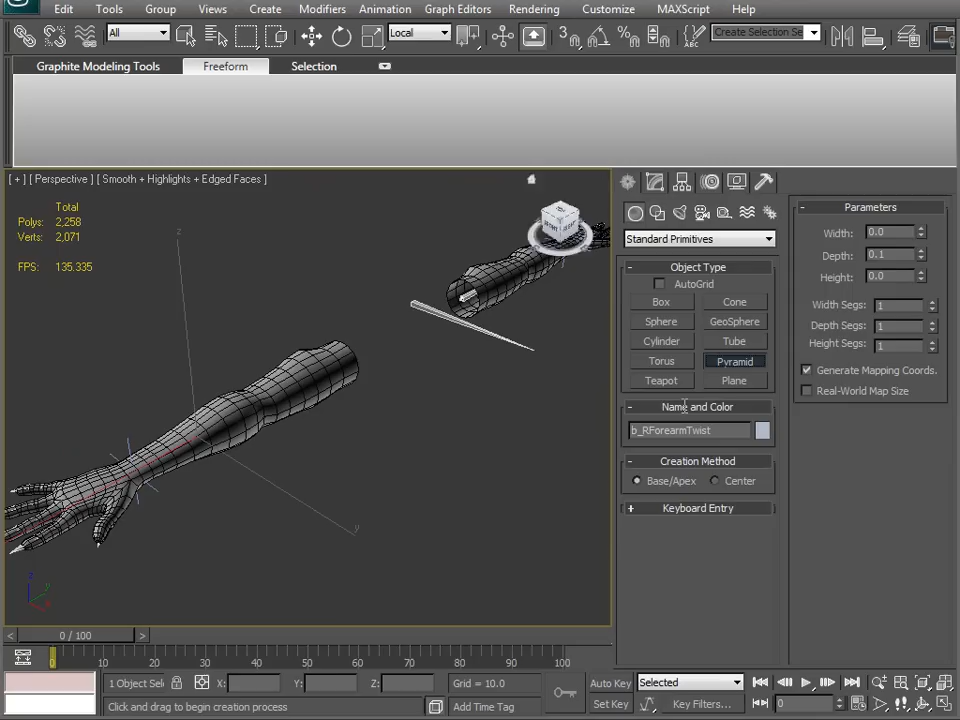 Edit Tools Group Views Create Modifiers Animation Graph Editors Rendering Customize MAXScript Help
All Local 3 % ABC Create Selection Se
Graphite Modeling Tools Freeform Selection
[ + ] [ Perspective ] [ Smooth + Highlights + Edged Faces ]
Total
Polys: 2,258
Verts: 2,071
FPS: 135.335
z
y
z
Standard Primitives
Object Type
AutoGrid
Box Cone
Sphere GeoSphere
Cylinder Tube
Torus Pyramid
Teapot Plane
Name and Color
b_RForearmTwist
Creation Method
Base/Apex Center
Keyboard Entry
Parameters
Width: 0.0
Depth: 0.1
Height: 0.0
Width Segs: 1
Depth Segs: 1
Height Segs: 1
Generate Mapping Coords.
Real-World Map Size
< 0 / 100 >
0 10 20 30 40 50 60 70 80 90 100
1 Object Sel X: Y: Z: Grid = 10.0 Auto Key Selected
Click and drag to begin creation process Add Time Tag Set Key Key Filters... 0